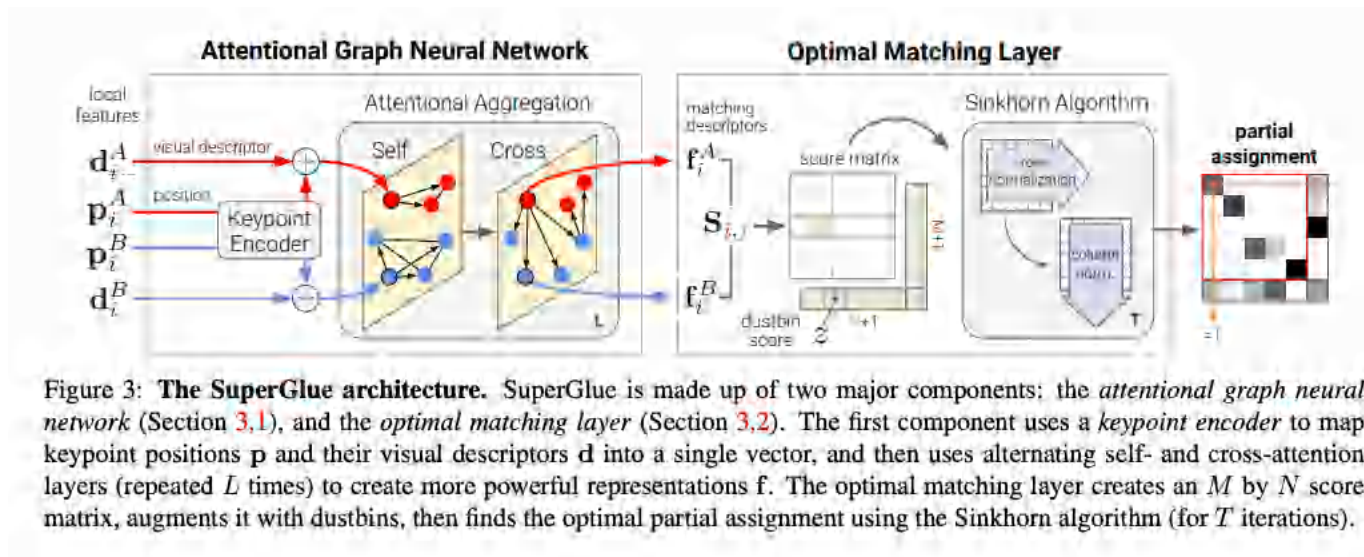 Attentional Graph Neural Network
Optimal Matching Layer
local
features
Attentional Aggregation
matching
descriptors
Sinkhorn Algorithm
partial
assignment
visual descriptor
Self
Cross
score matrix
row
normalization
position
Keypoint
Encoder
column
norm.
dustbin
score
z
L
T
=1
Figure 3: The SuperGlue architecture. SuperGlue is made up of two major components: the attentional graph neural
network (Section 3.1), and the optimal matching layer (Section 3.2). The first component uses a keypoint encoder to map
keypoint positions p and their visual descriptors d into a single vector, and then uses alternating self- and cross-attention
layers (repeated L times) to create more powerful representations f. The optimal matching layer creates an M by N score
matrix, augments it with dustbins, then finds the optimal partial assignment using the Sinkhorn algorithm (for T iterations).